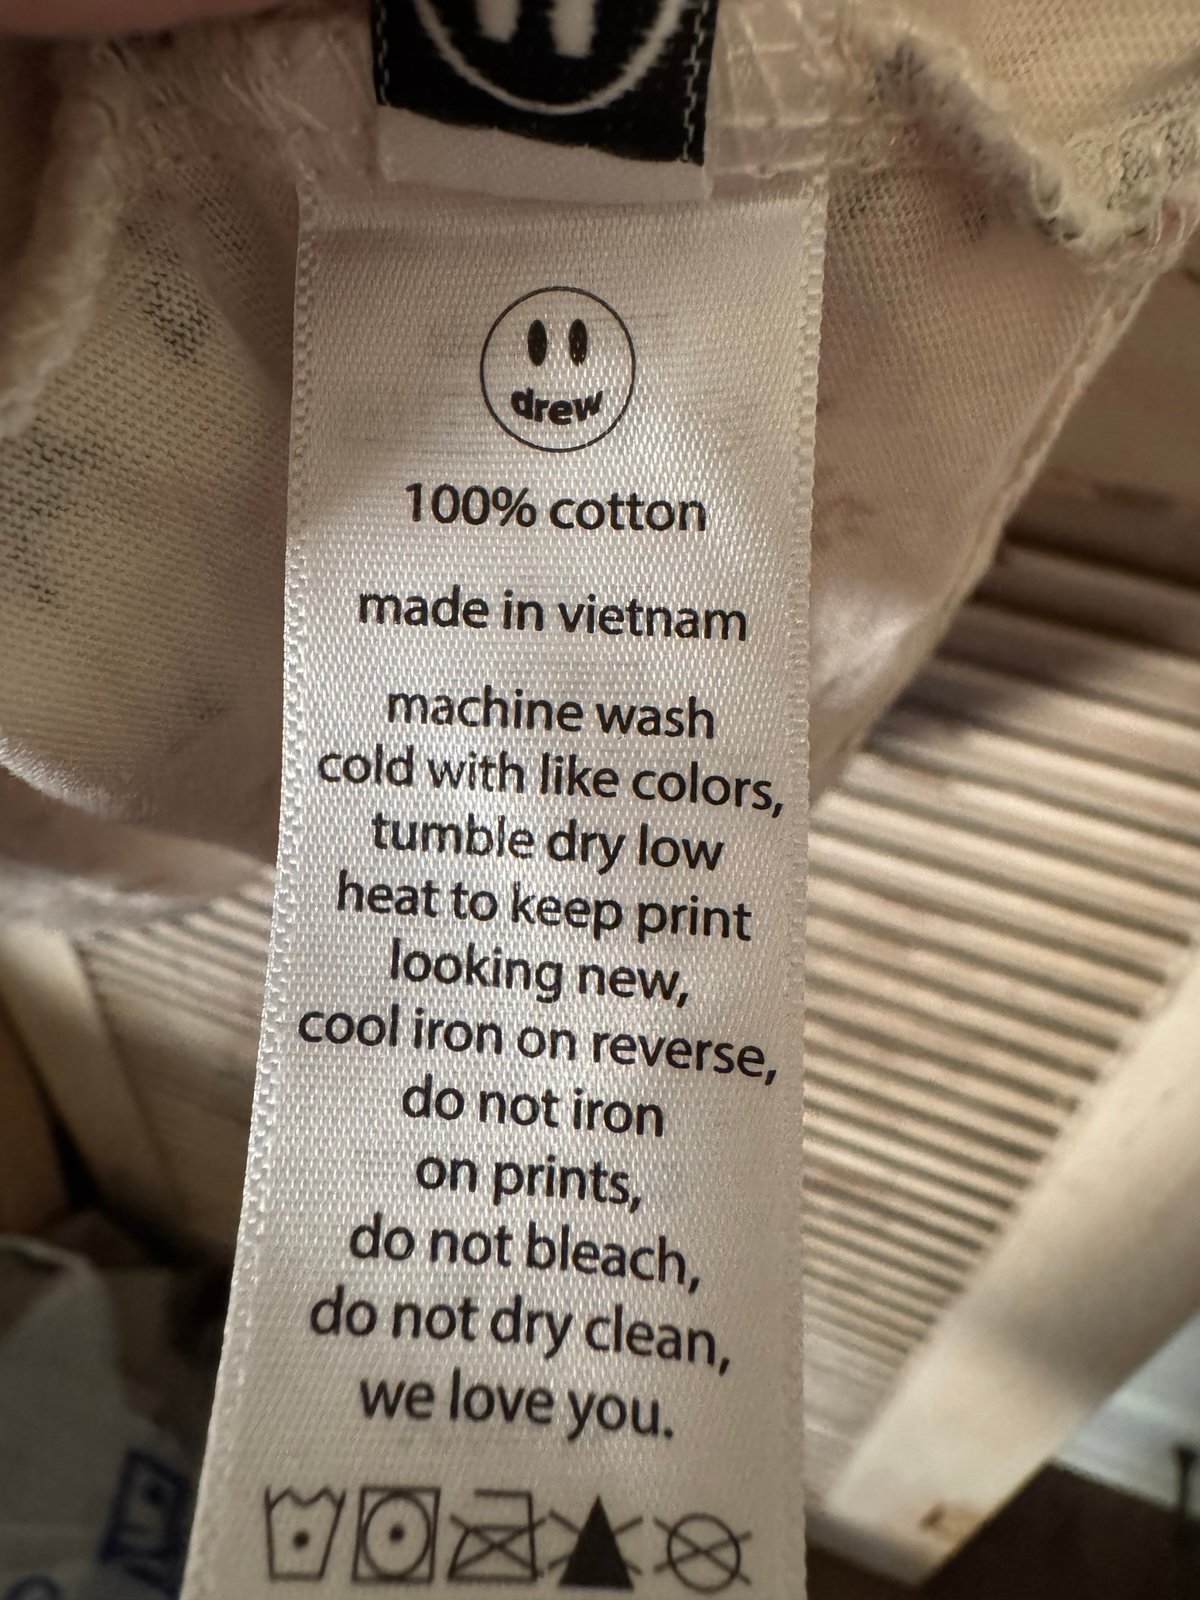 drew
100% cotton
made in vietnam
machine wash
cold with like colors,
tumble dry low
heat to keep print
looking new,
cool iron on reverse,
do not iron
on prints,
do not bleach,
do not dry clean,
we love you.